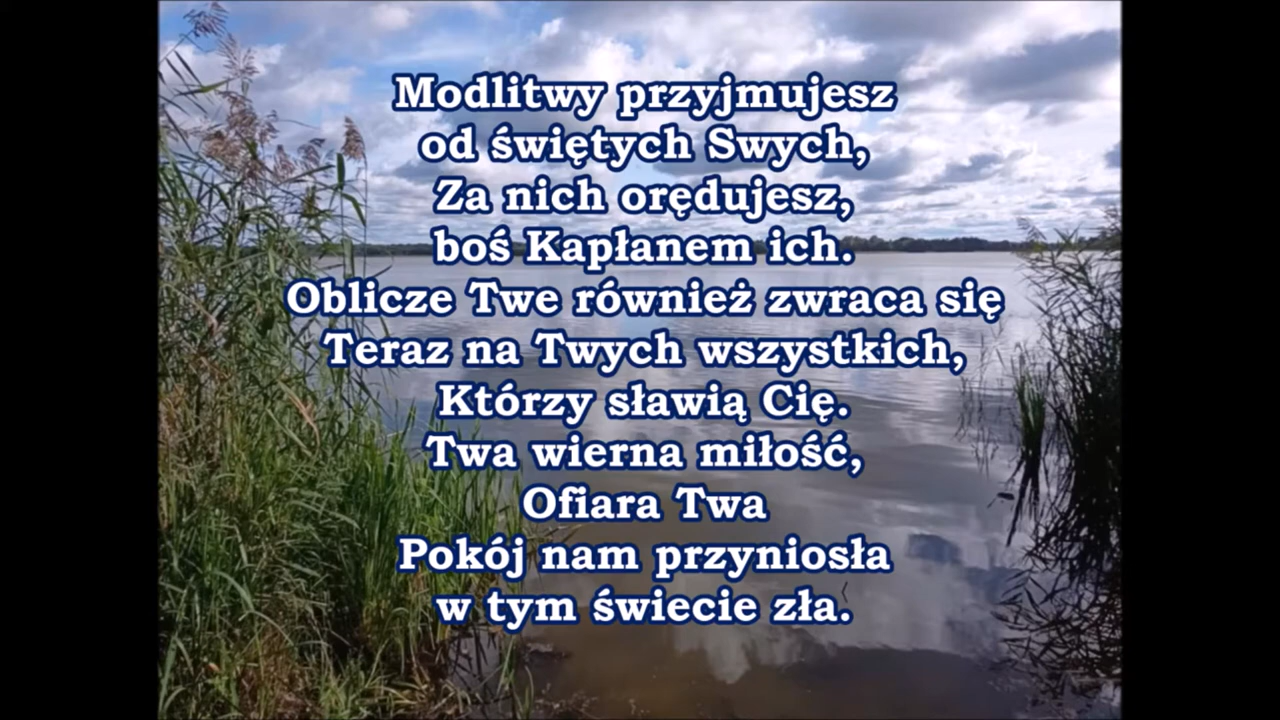 Modlitwy przyjmujesz
od świętych Swych,
Za nich orędujesz,
boś Kapłanem ich.
Oblicze Twe również zwraca się
Teraz na Twych wszystkich,
Którzy sławią Cię.
Twa wierna miłość,
Ofiara Twa
Pokój nam przyniosła
w tym świecie zła.